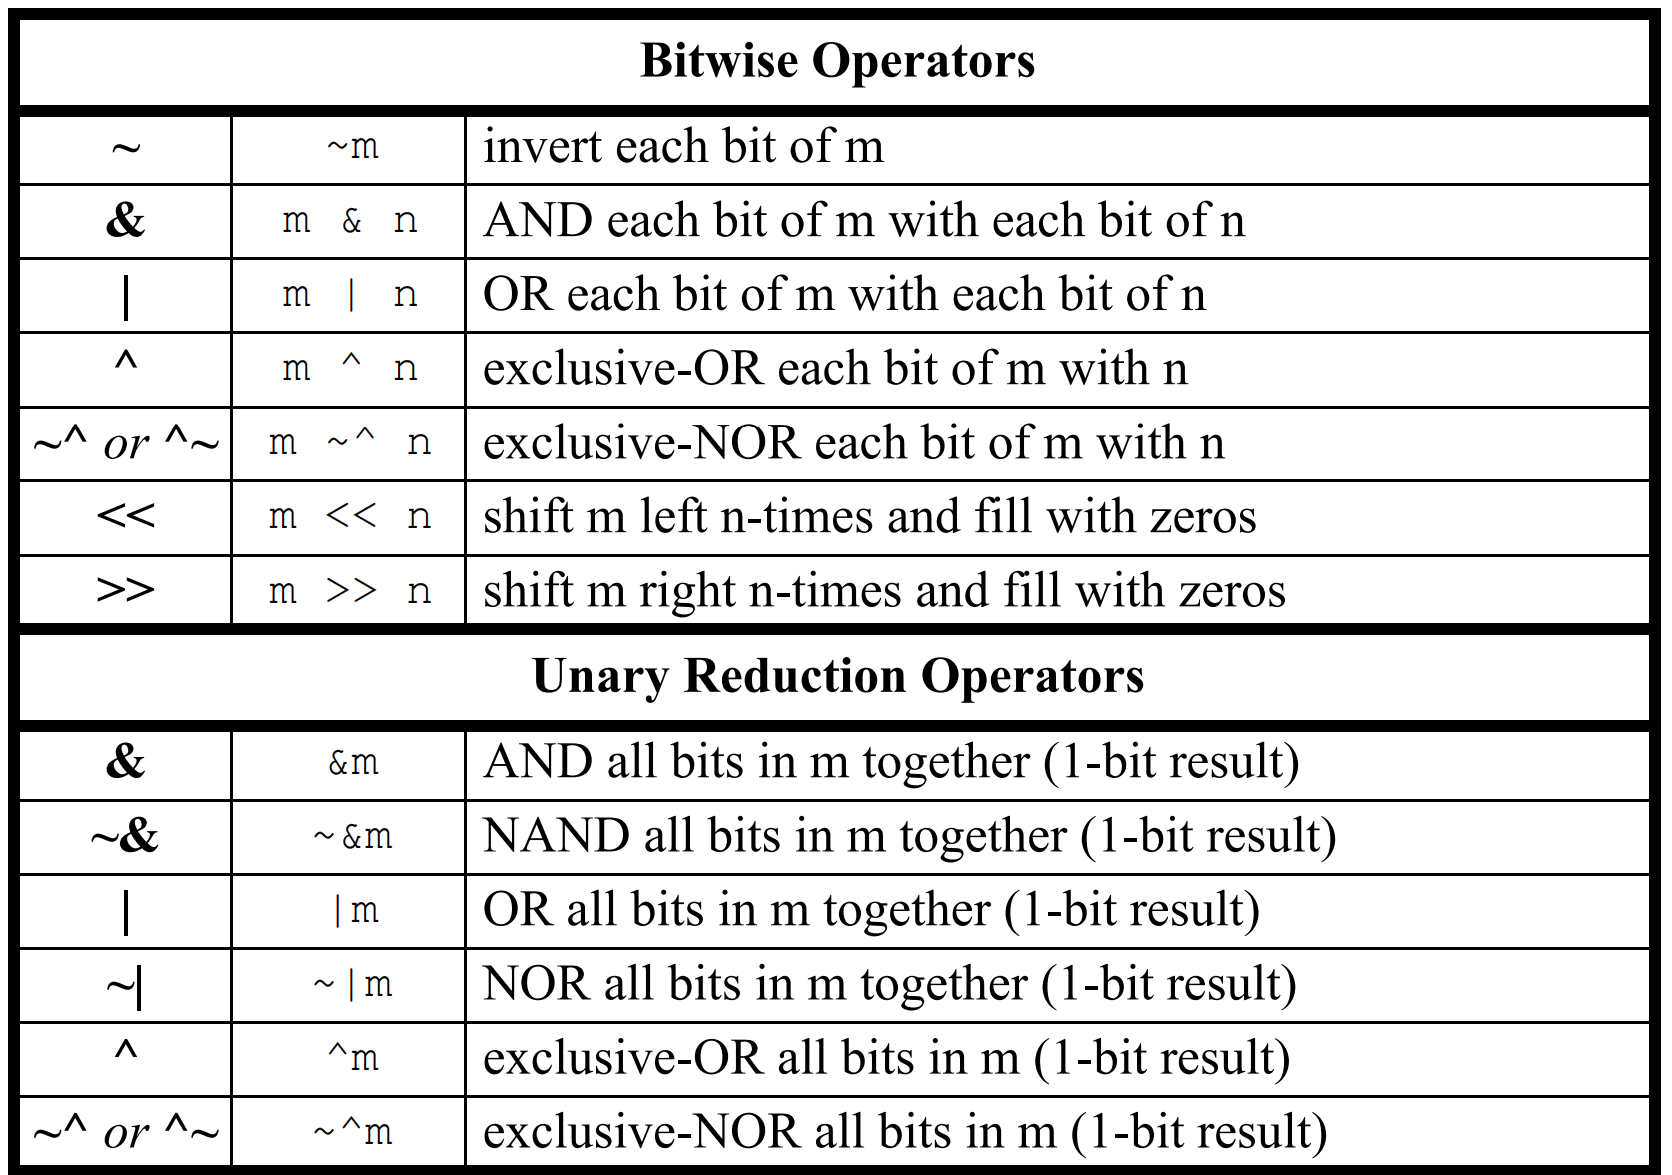 Bitwise Operators
~ ~m invert each bit of m
& m & n AND each bit of m with each bit of n
| m | n OR each bit of m with each bit of n
^ m ^ n exclusive-OR each bit of m with n
~^ or ^~ m ~^ n exclusive-NOR each bit of m with n
<< m << n shift m left n-times and fill with zeros
>> m >> n shift m right n-times and fill with zeros
Unary Reduction Operators
& &m AND all bits in m together (1-bit result)
~& ~&m NAND all bits in m together (1-bit result)
| |m OR all bits in m together (1-bit result)
~| ~|m NOR all bits in m together (1-bit result)
^ ^m exclusive-OR all bits in m (1-bit result)
~^ or ^~ ~^m exclusive-NOR all bits in m (1-bit result)